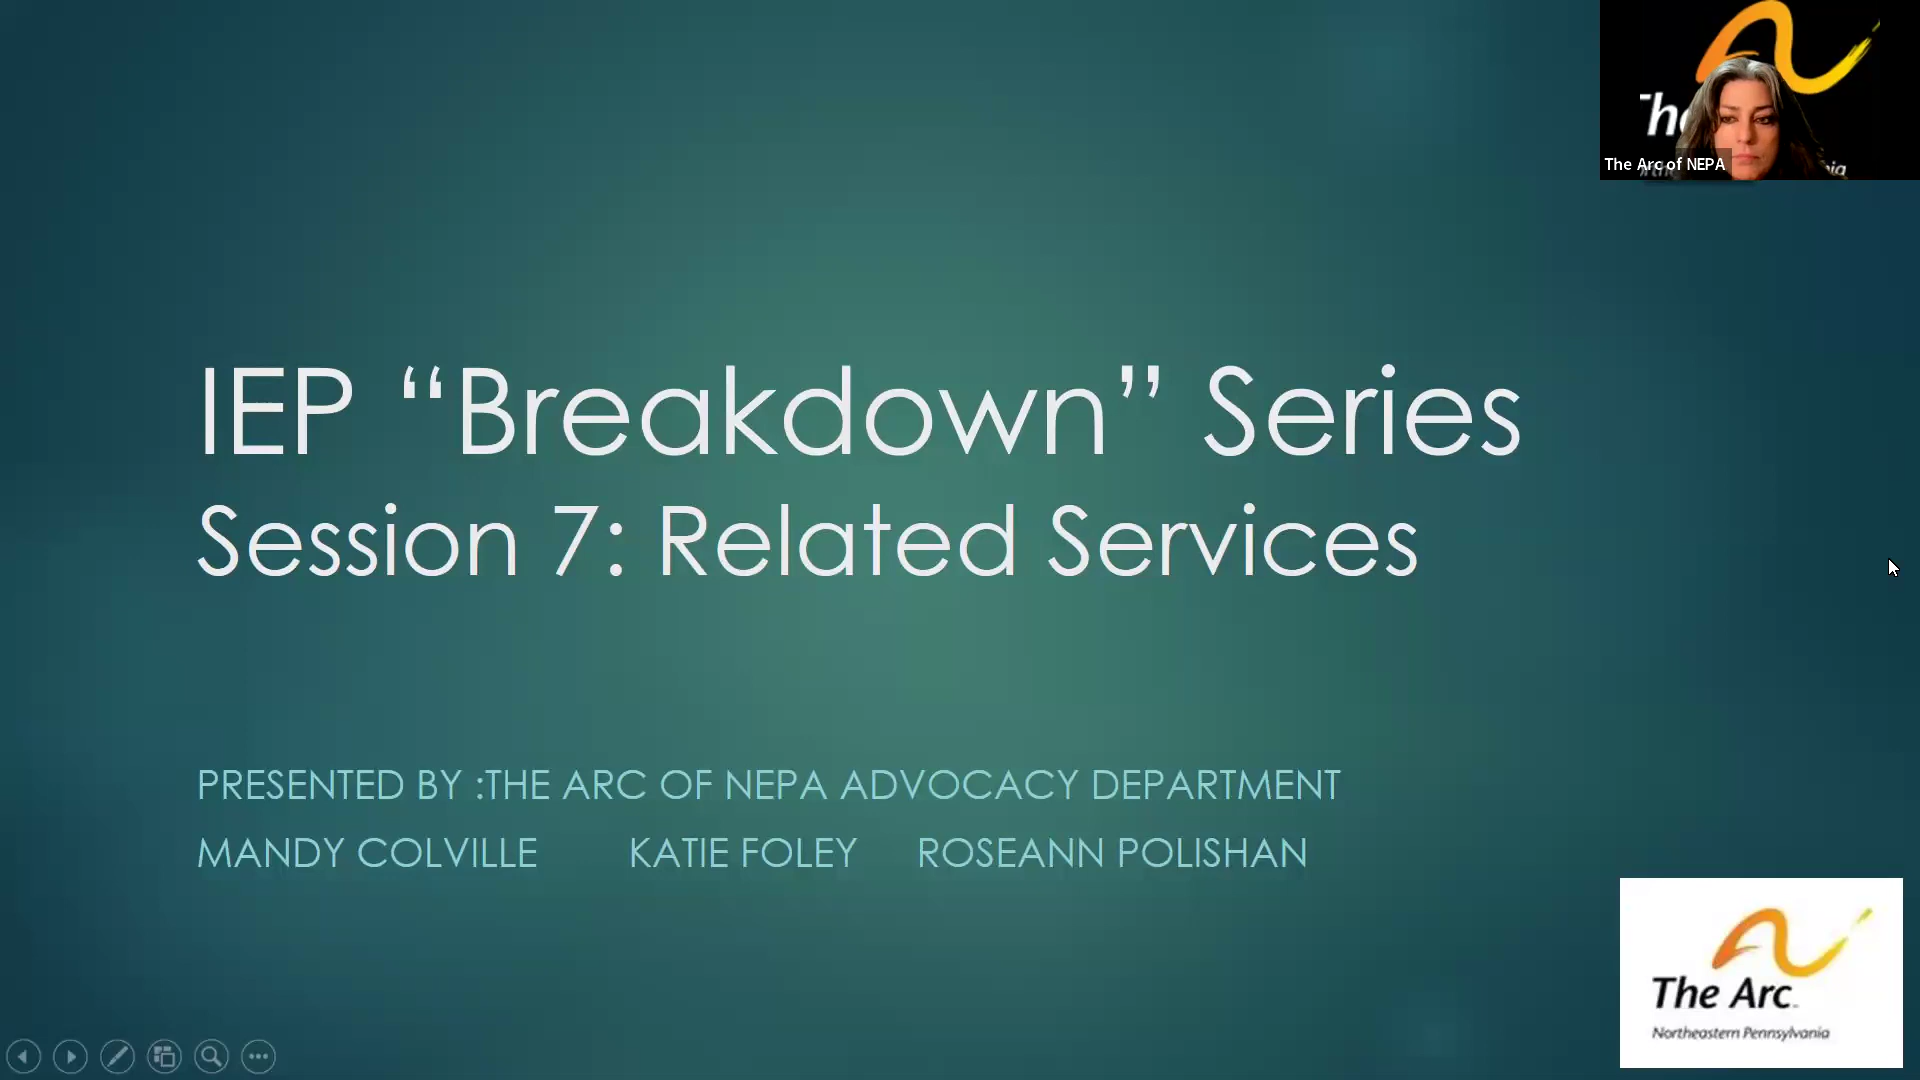 IEP “Breakdown” Series
Session 7: Related Services
PRESENTED BY :THE ARC OF NEPA ADVOCACY DEPARTMENT
MANDY COLVILLE KATIE FOLEY ROSEANN POLISHAN
The Arc of NEPA
The Arc
Northeastern Pennsylvania